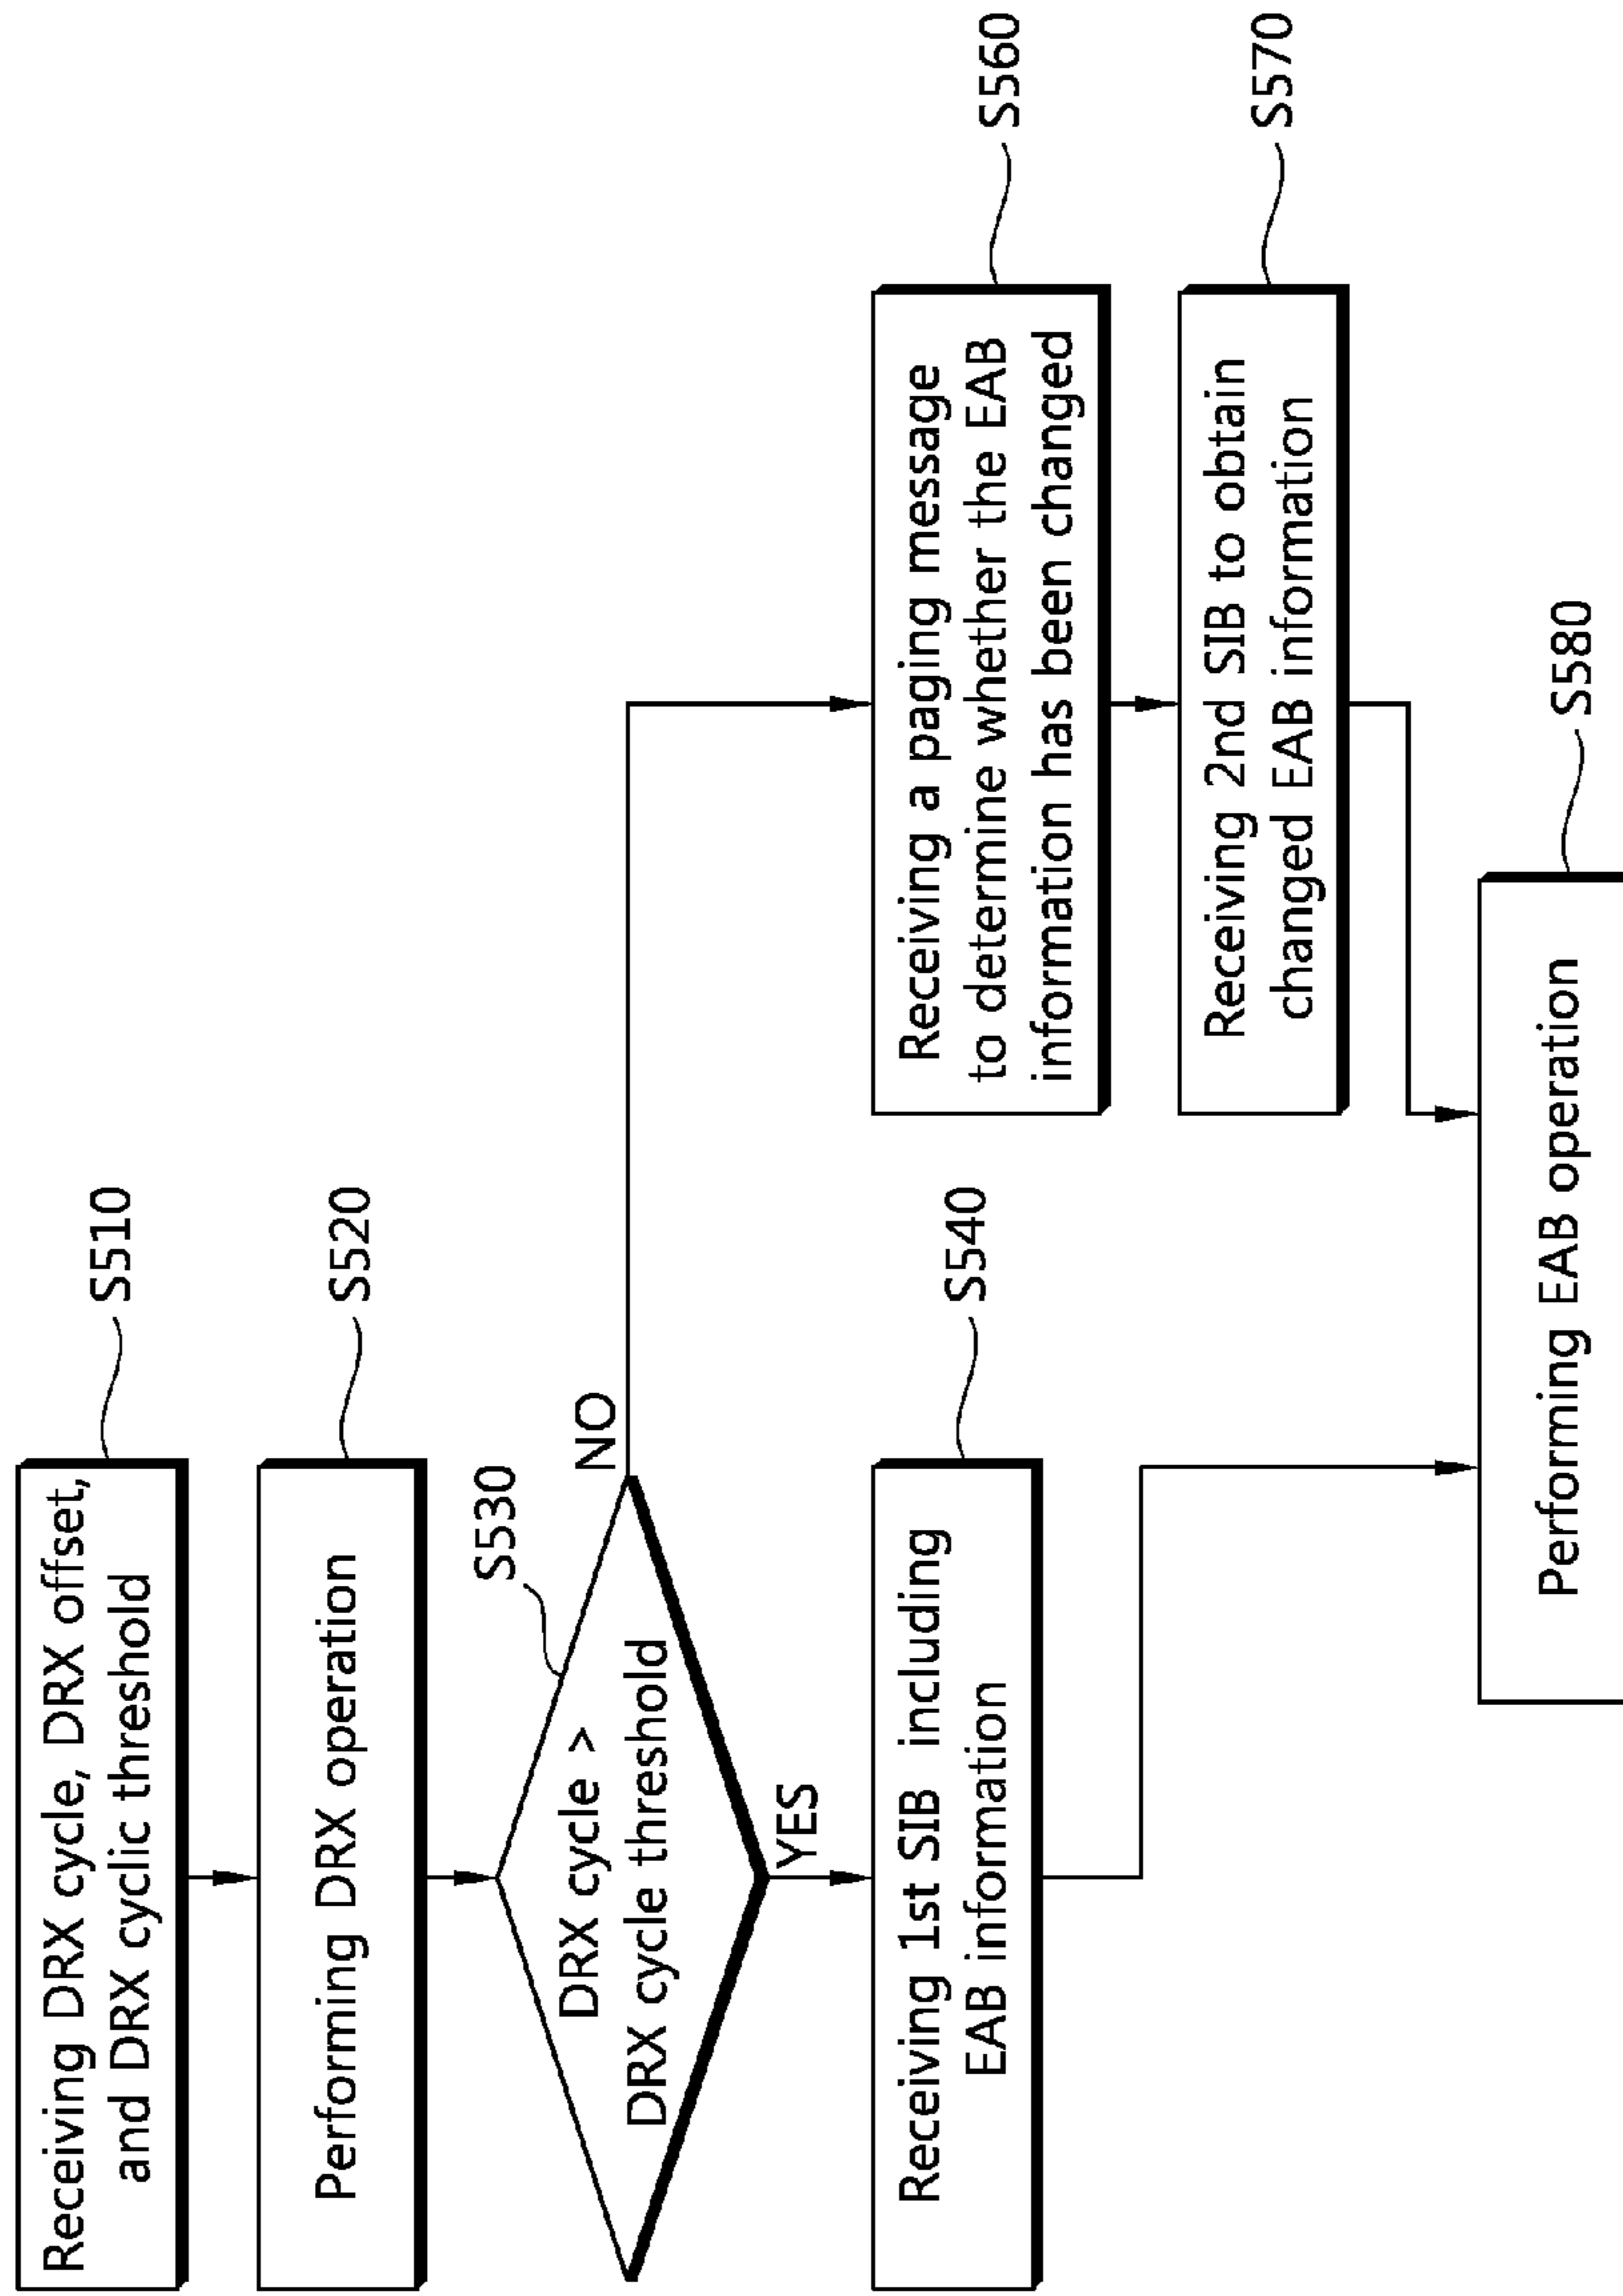 Receiving DRX cycle, DRX offset,
and DRX cyclic threshold
S510
Performing DRX operation
S520
S530
DRX cycle >
DRX cycle threshold
NO
YES
Receiving 1st SIB including
EAB information
S540
Receiving a paging message
to determine whether the EAB
information has been changed
S560
Receiving 2nd SIB to obtain
changed EAB information
S570
Performing EAB operation
S580